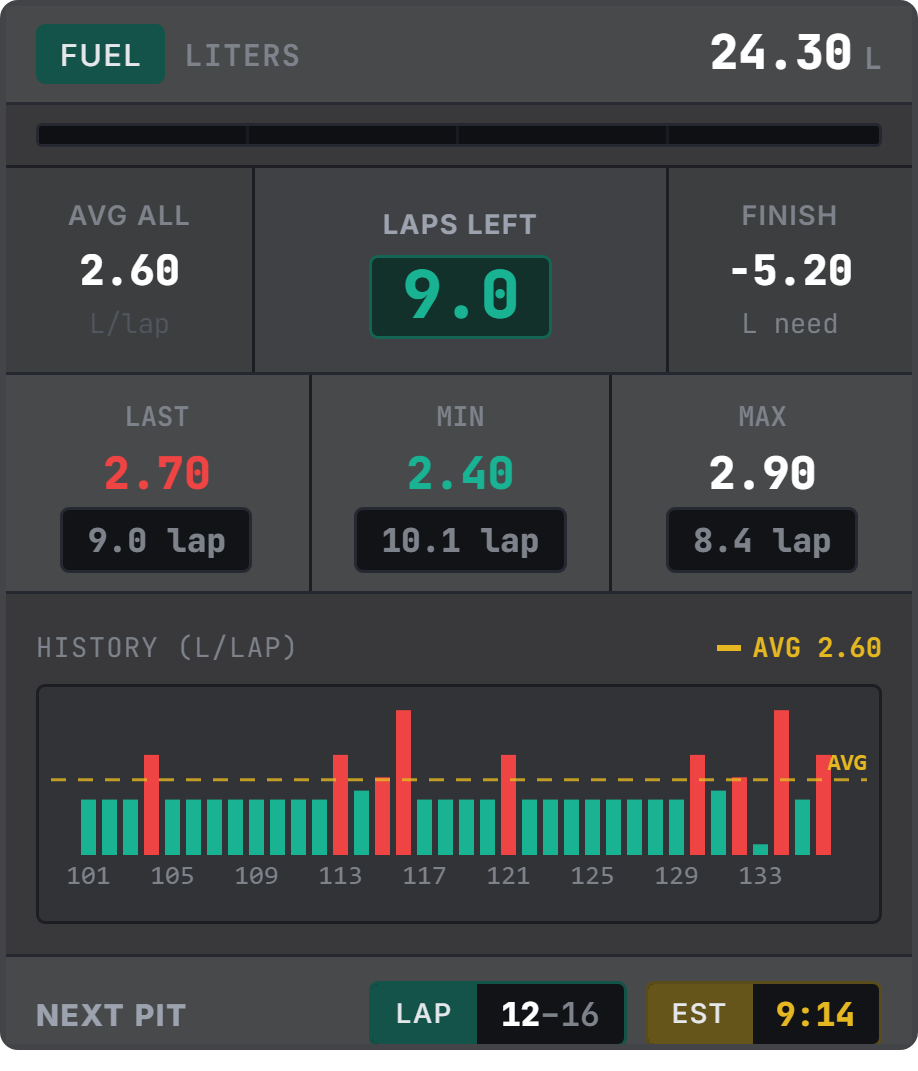 FUEL LITERS 24.30 L
AVG ALL
2.60
L/lap
LAPS LEFT
9.0
FINISH
-5.20
L need
LAST
2.70
9.0 lap
MIN
2.40
10.1 lap
MAX
2.90
8.4 lap
HISTORY (L/LAP) AVG 2.60
AVG
101 105 109 113 117 121 125 129 133
NEXT PIT LAP 12–16 EST 9:14